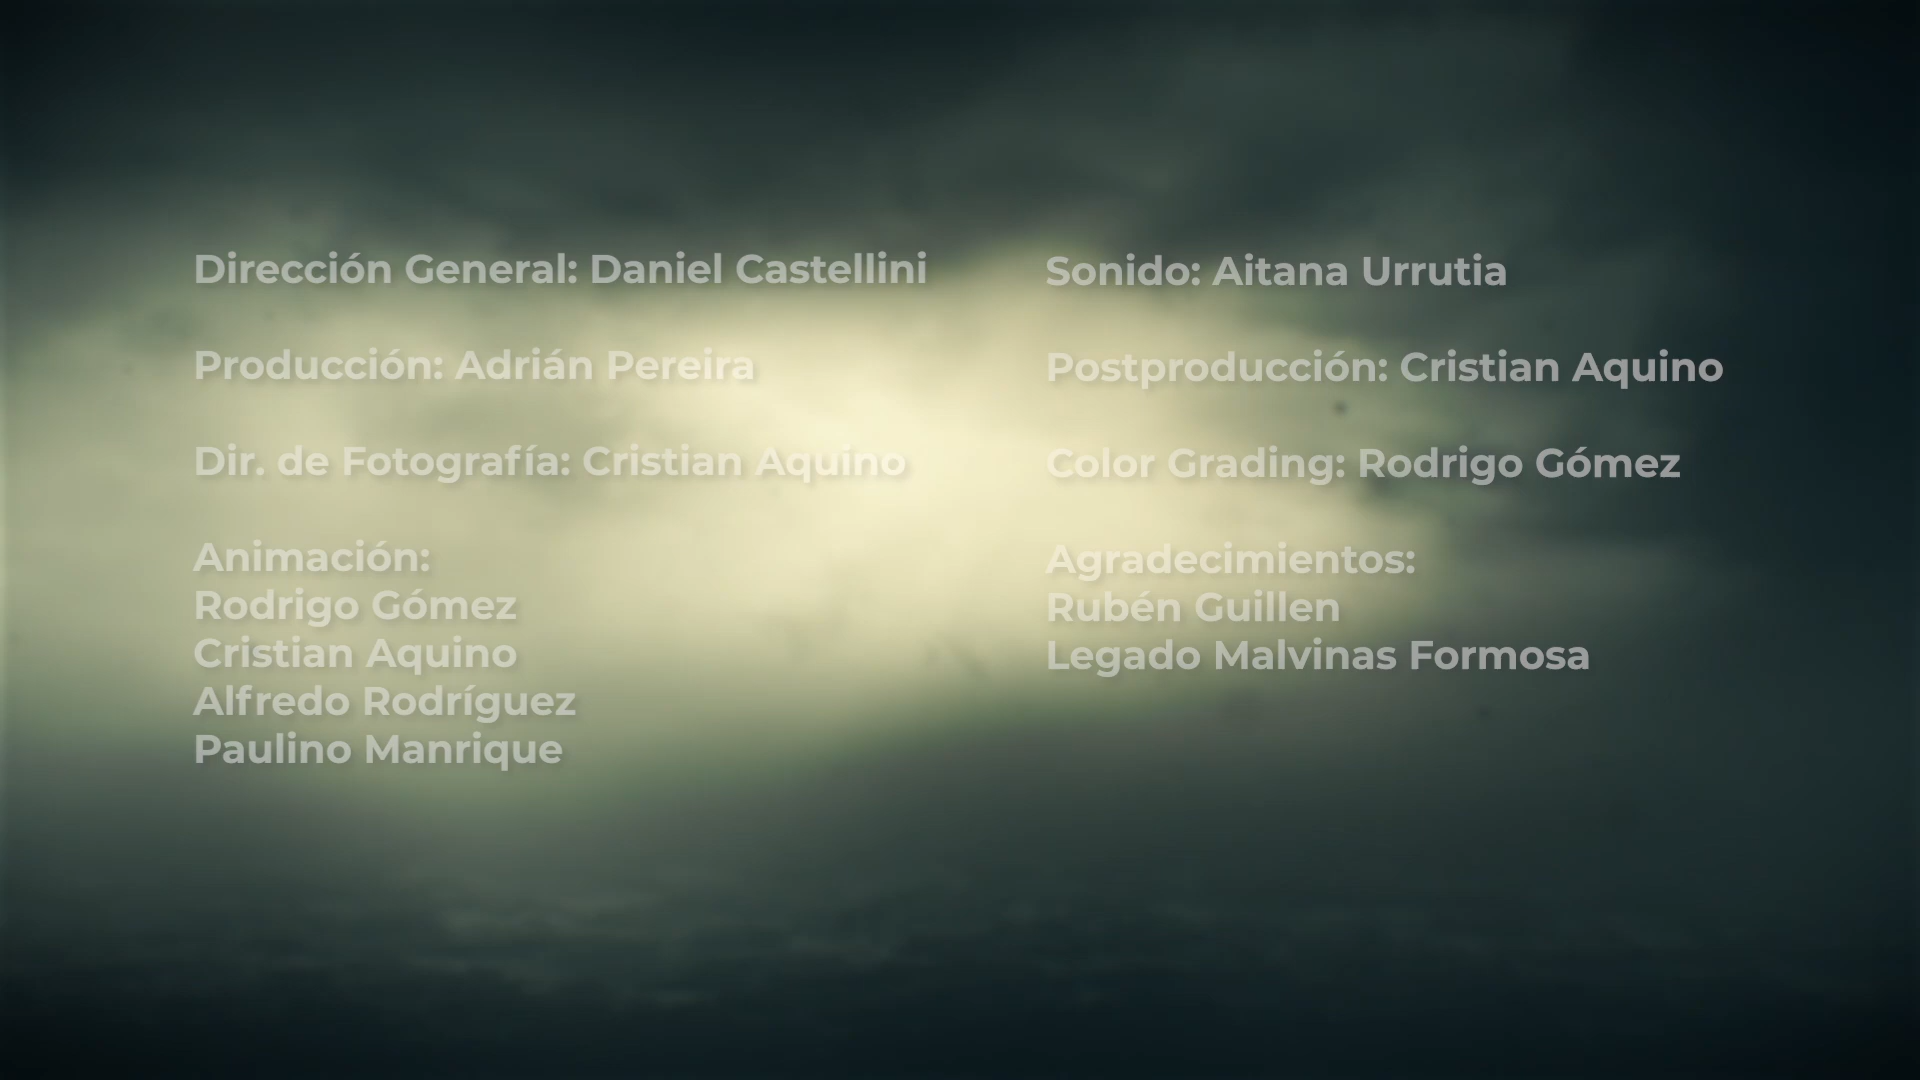 Dirección General: Daniel Castellini
Producción: Adrián Pereira
Dir. de Fotografía: Cristian Aquino
Animación:
Rodrigo Gómez
Cristian Aquino
Alfredo Rodríguez
Paulino Manrique
Sonido: Aitana Urrutia
Postproducción: Cristian Aquino
Color Grading: Rodrigo Gómez
Agradecimientos:
Rubén Guillen
Legado Malvinas Formosa